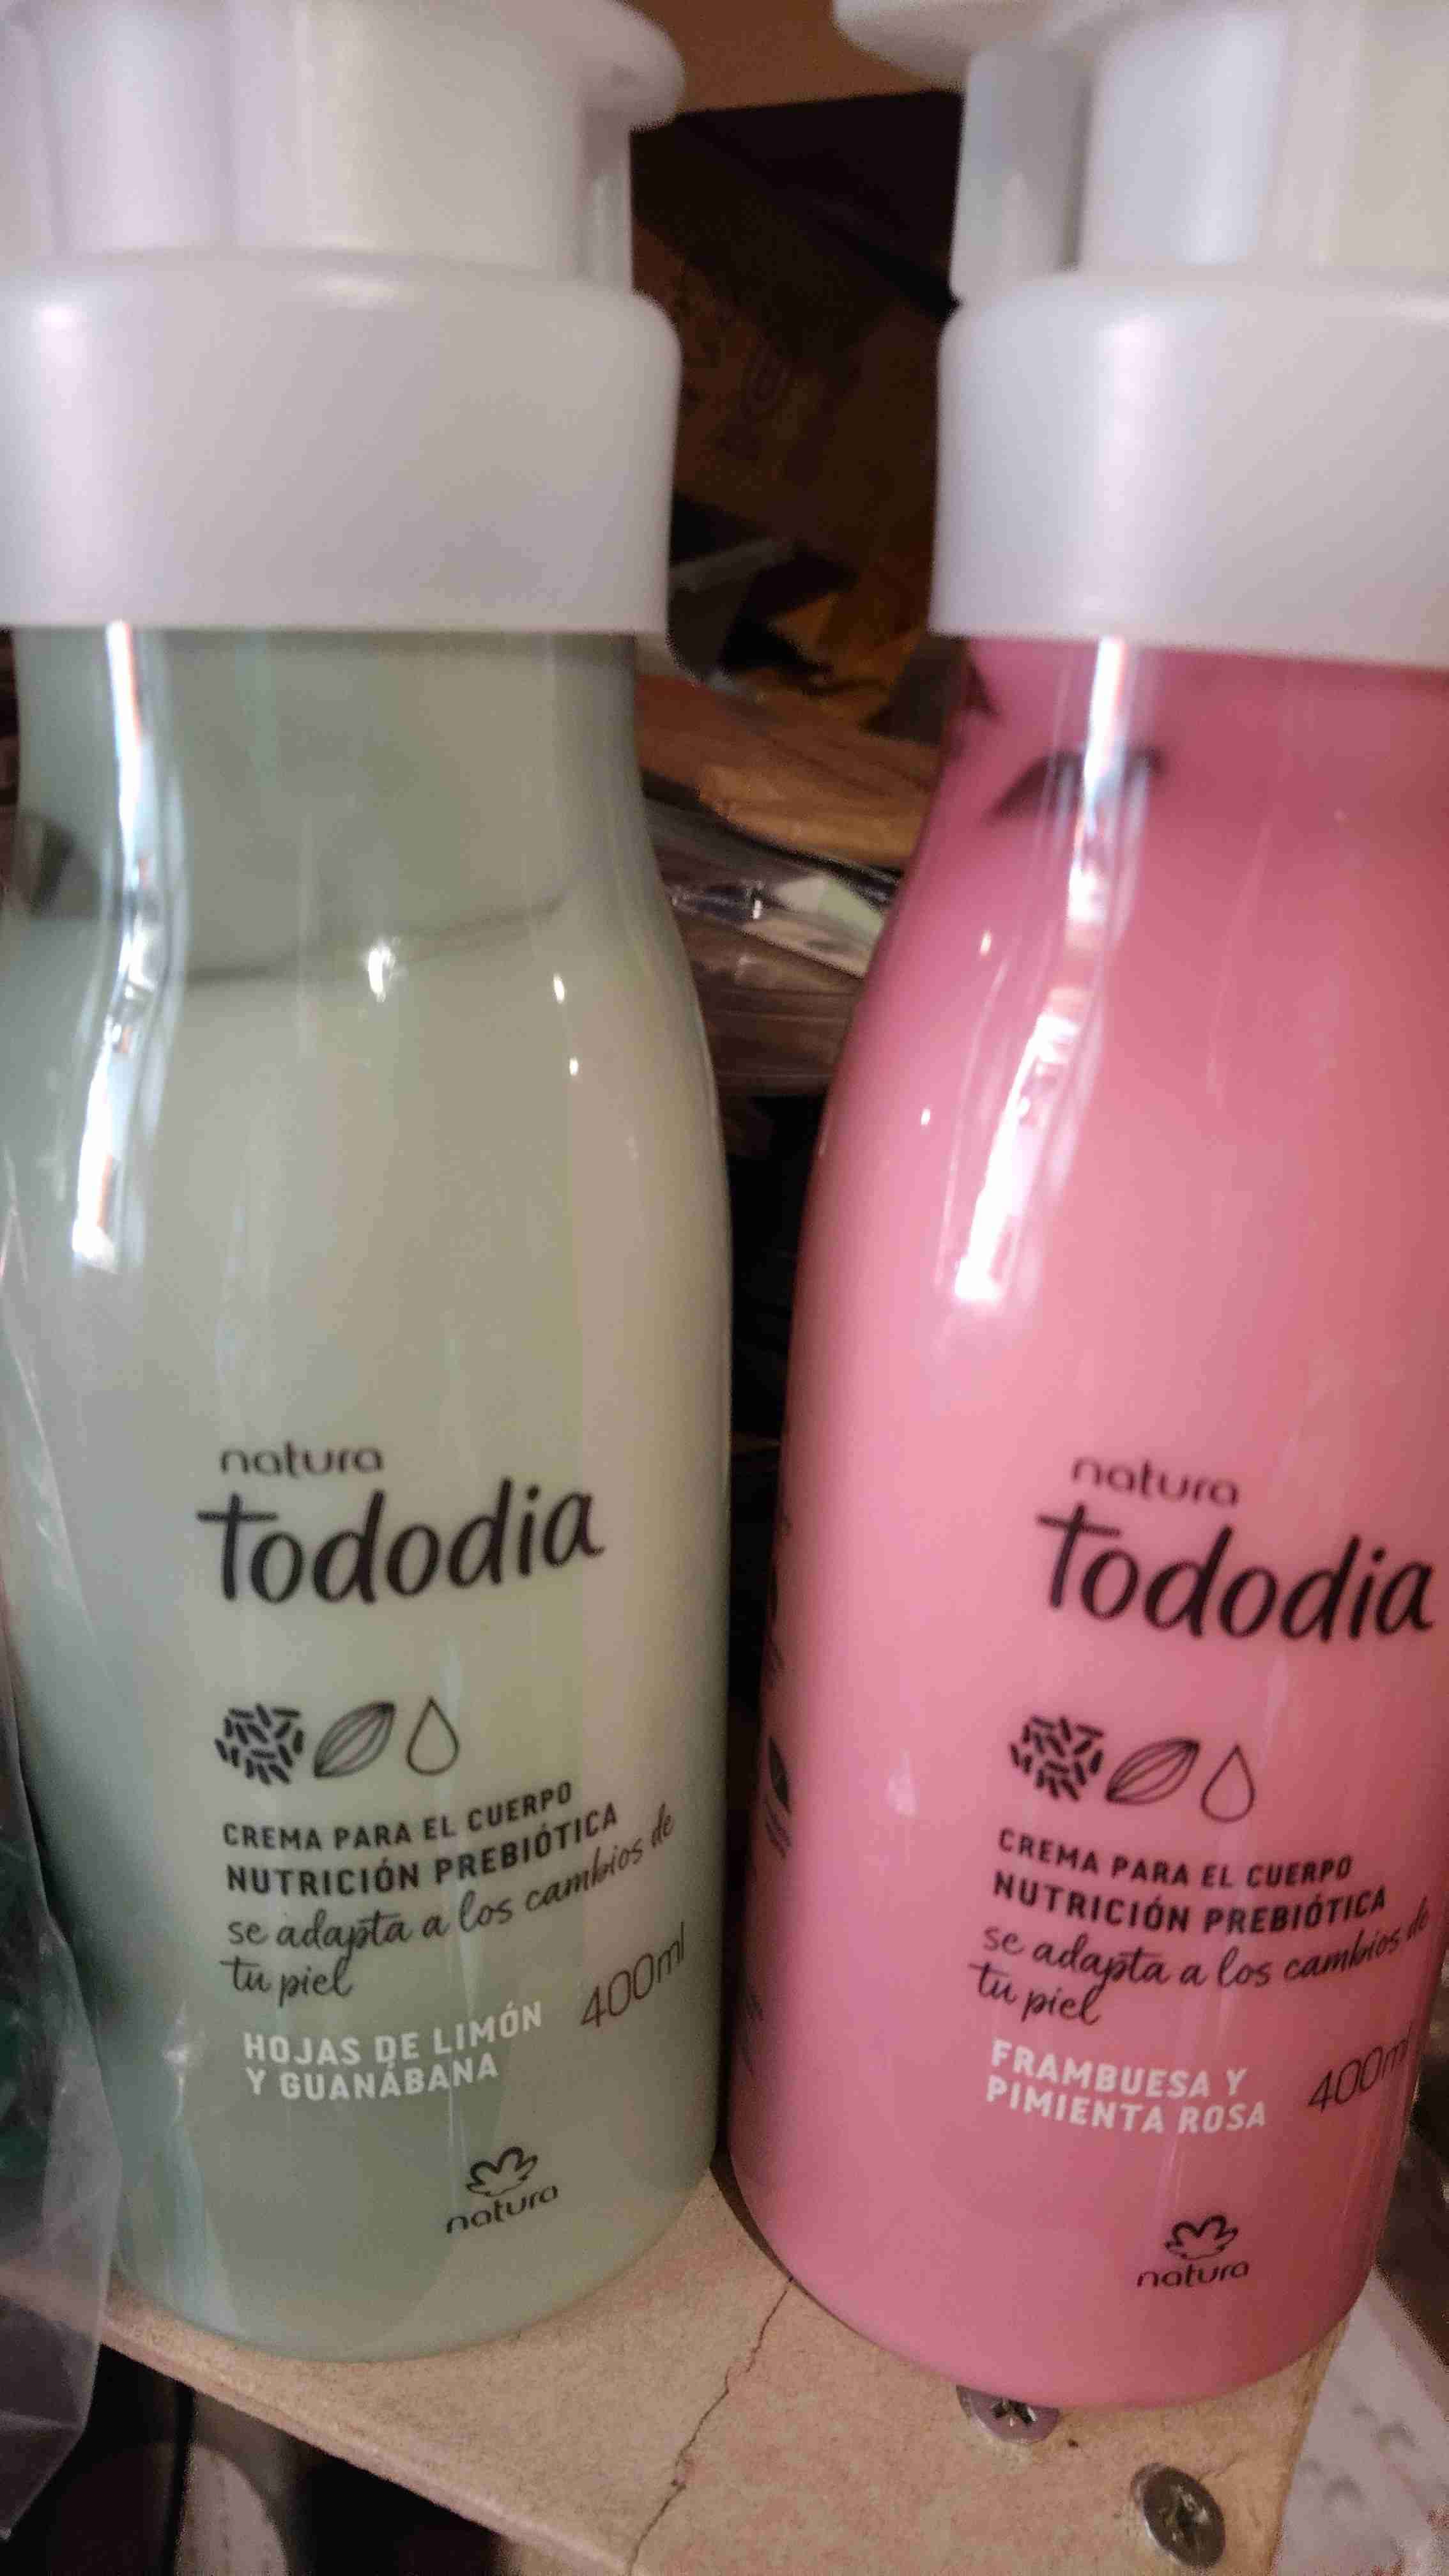 natura
tododia
CREMA PARA EL CUERPO
NUTRICIÓN PREBIÓTICA
se adapta a los cambios de
tu piel
400ml
HOJAS DE LIMÓN
Y GUANÁBANA
natura
natura
tododia
CREMA PARA EL CUERPO
NUTRICIÓN PREBIÓTICA
se adapta a los cambios de
tu piel
400ml
FRAMBUESA Y
PIMIENTA ROSA
natura